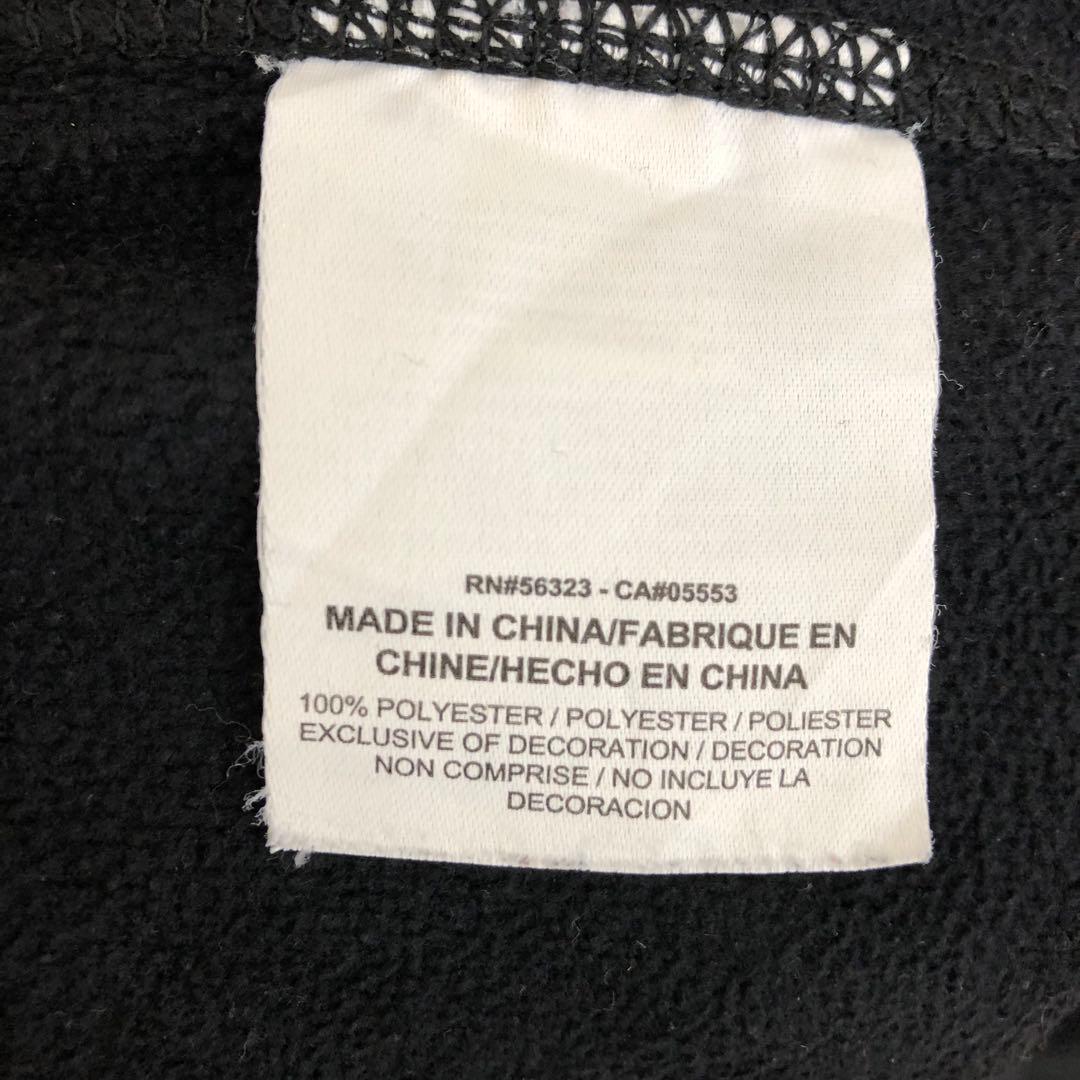 RN#56323 - CA#05553
MADE IN CHINA/FABRIQUE EN
CHINE/HECHO EN CHINA
100% POLYESTER / POLYESTER / POLIESTER
EXCLUSIVE OF DECORATION / DECORATION
NON COMPRISE / NO INCLUYE LA
DECORACION